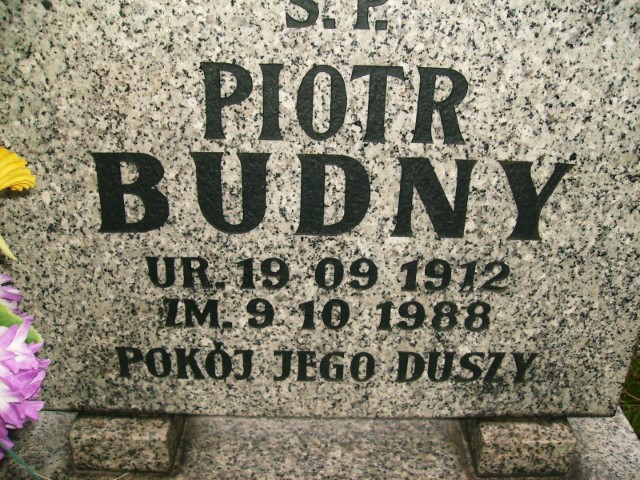 Ś.P.
PIOTR
BUDNY
UR. 19 09 1912
ZM. 9 10 1988
POKÓJ JEGO DUSZY